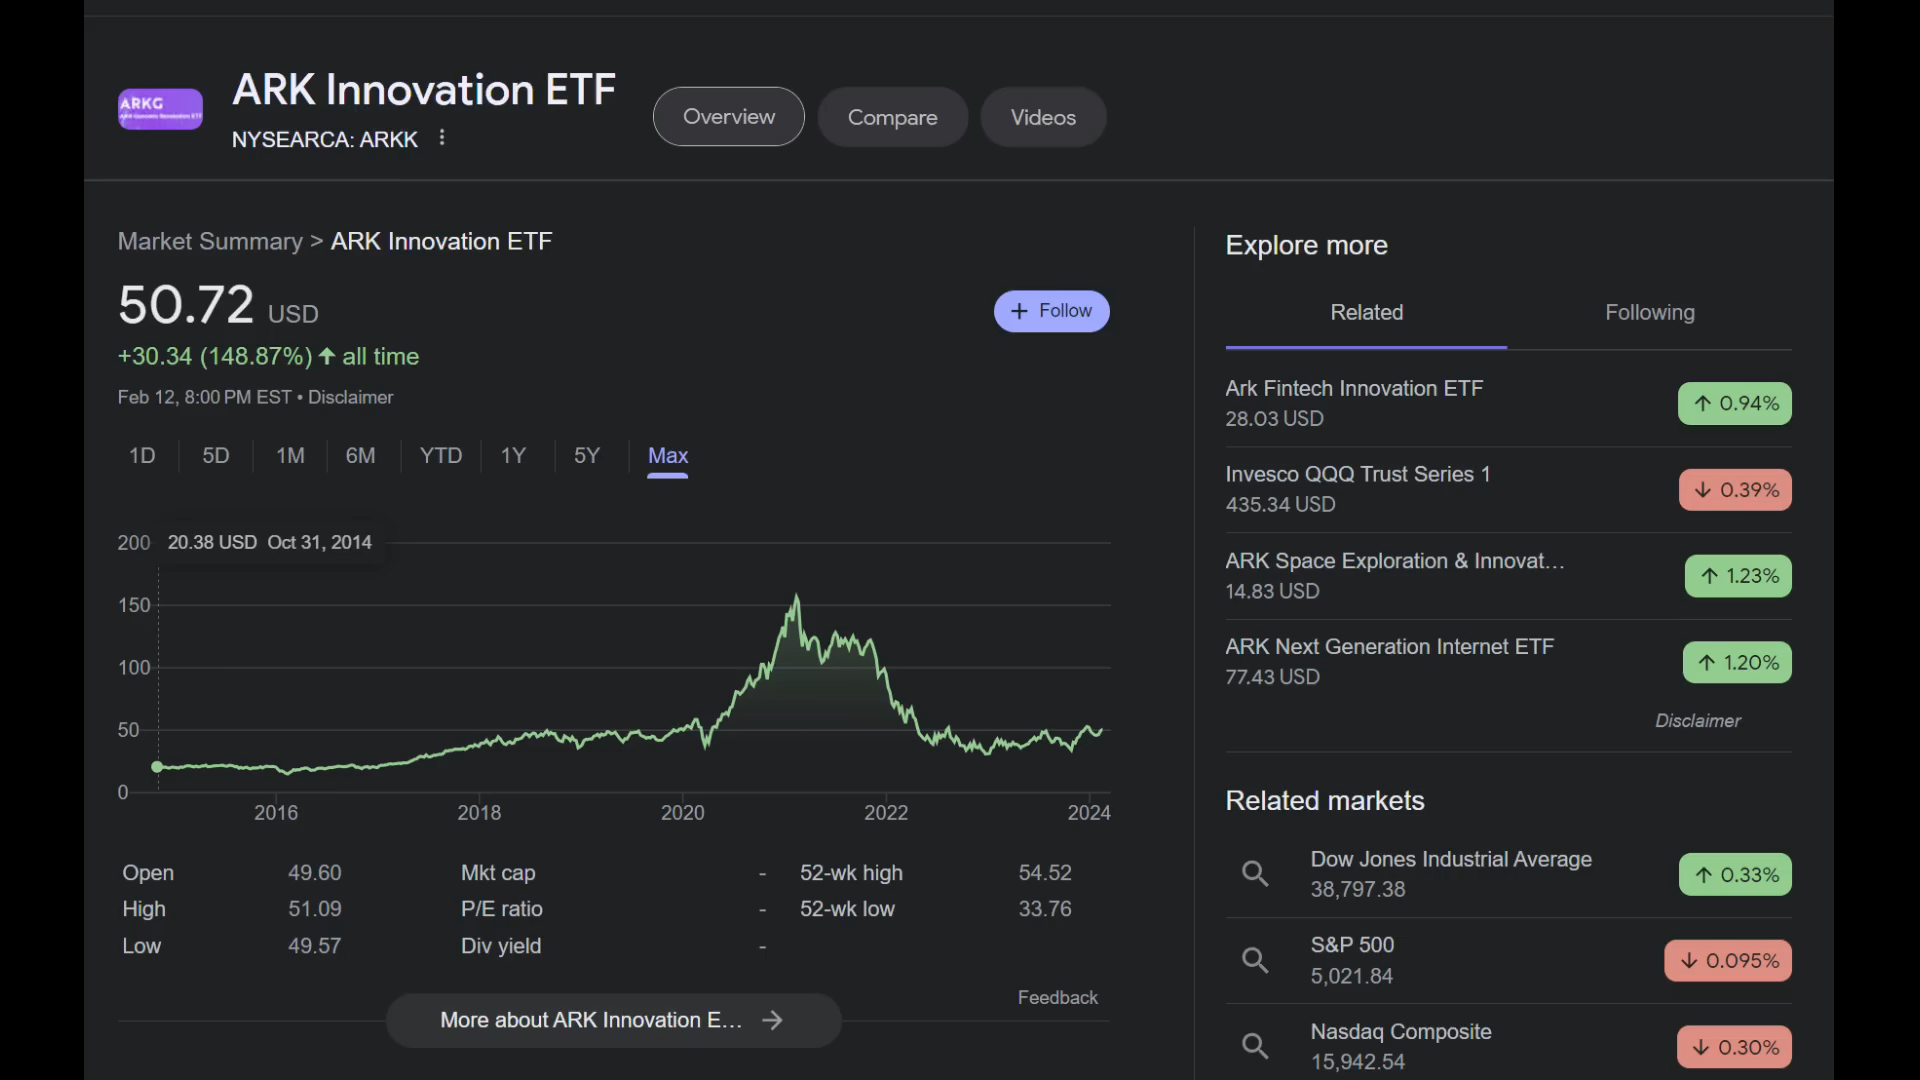 ARKG
ARK Innovation ETF
NYSEARCA: ARKK
Overview
Compare
Videos
Market Summary > ARK Innovation ETF
50.72 USD
+30.34 (148.87%) ↑ all time
Feb 12, 8:00 PM EST • Disclaimer
+ Follow
1D
5D
1M
6M
YTD
1Y
5Y
Max
20.38 USD Oct 31, 2014
200
150
100
50
0
2016
2018
2020
2022
2024
Open 49.60
High 51.09
Low 49.57
Mkt cap -
P/E ratio -
Div yield -
52-wk high 54.52
52-wk low 33.76
Feedback
More about ARK Innovation E... →
Explore more
Related
Following
Ark Fintech Innovation ETF
28.03 USD
↑ 0.94%
Invesco QQQ Trust Series 1
435.34 USD
↓ 0.39%
ARK Space Exploration & Innovat...
14.83 USD
↑ 1.23%
ARK Next Generation Internet ETF
77.43 USD
↑ 1.20%
Disclaimer
Related markets
Dow Jones Industrial Average
38,797.38
↑ 0.33%
S&P 500
5,021.84
↓ 0.095%
Nasdaq Composite
15,942.54
↓ 0.30%